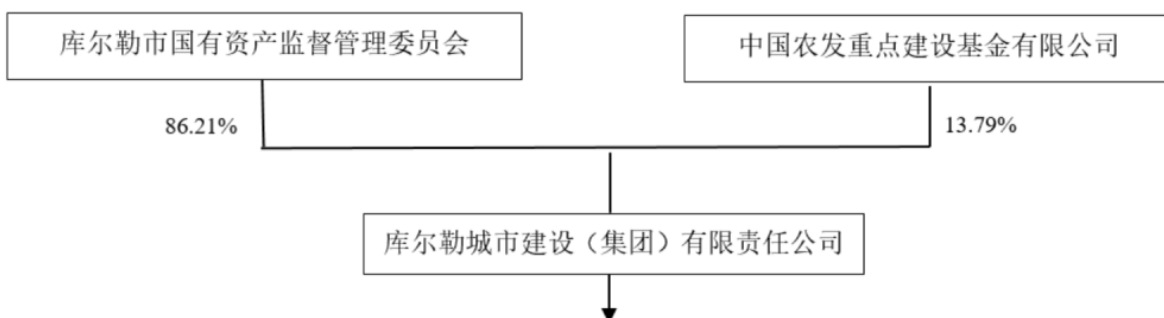 库尔勒市国有资产监督管理委员会
中国农发重点建设基金有限公司
86.21%
13.79%
库尔勒城市建设（集团）有限责任公司